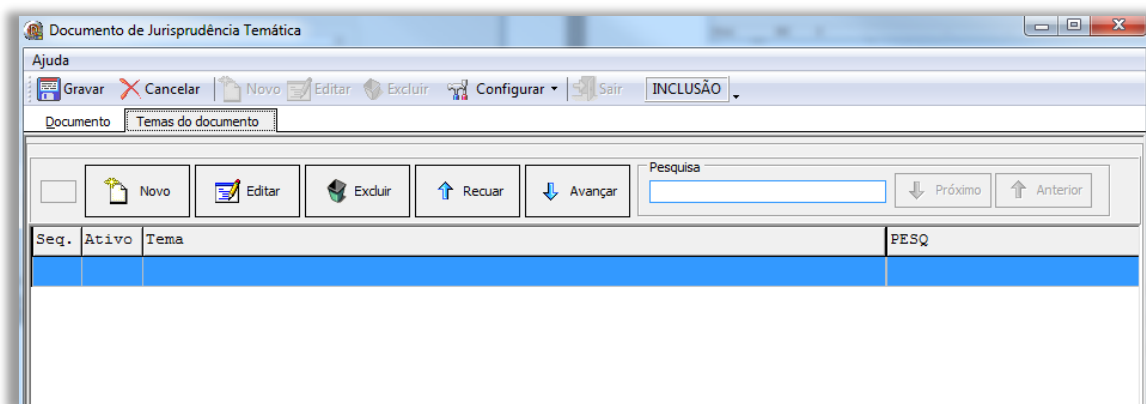 Documento de Jurisprudência Temática
Ajuda
Gravar Cancelar Novo Editar Excluir Configurar Sair INCLUSÃO
Documento Temas do documento
Pesquisa
Novo Editar Excluir Recuar Avançar Próximo Anterior
Seq. Ativo Tema PESQ